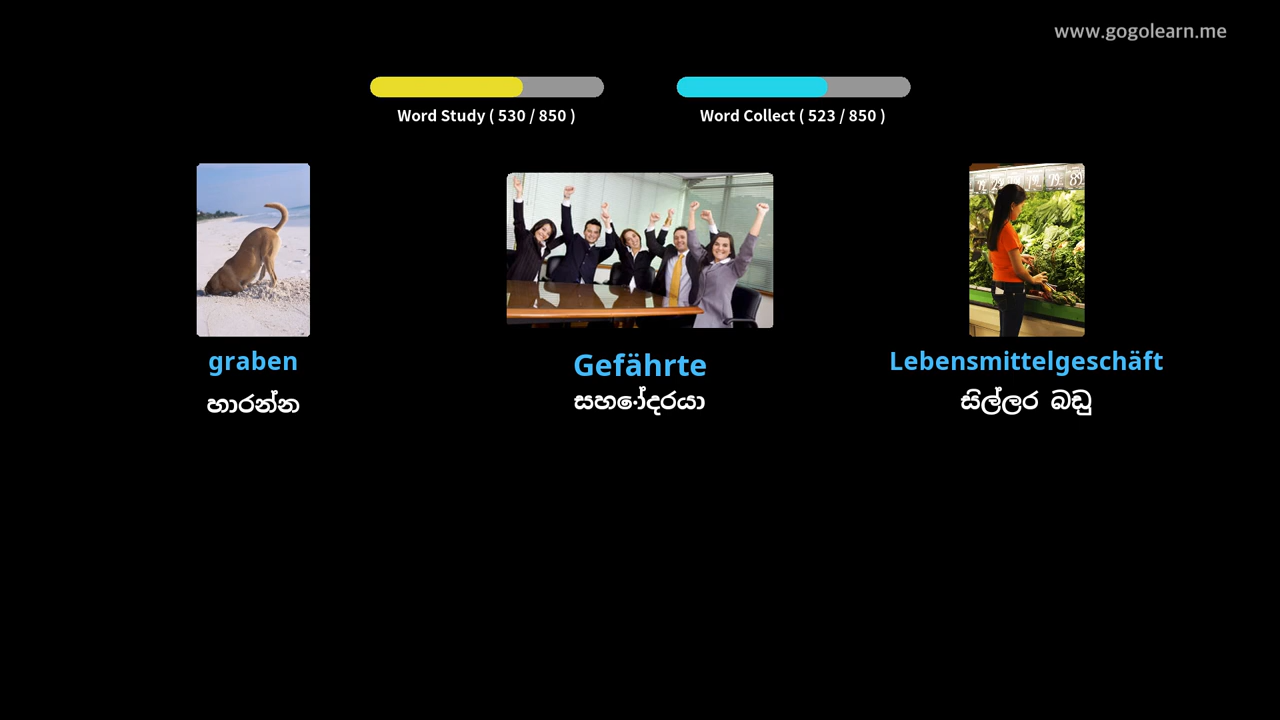 www.gogolearn.me
Word Study ( 530 / 850 )
Word Collect ( 523 / 850 )
graben
Gefährte
Lebensmittelgeschäft
හාරන්න
සහෝදරයා
සිල්ලර බඩු